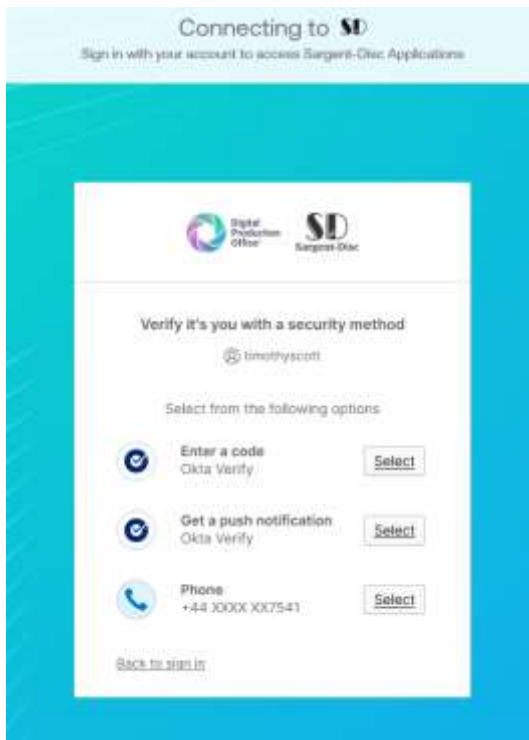 Connecting to SD
Sign in with your account to access Sargent-Disc Applications
Digital
Production
Office
SD
Sargent-Disc
Verify it's you with a security method
timothyscott
Select from the following options
Enter a code
Okta Verify
Select
Get a push notification
Okta Verify
Select
Phone
+44 XXXX XX7541
Select
Back to sign in